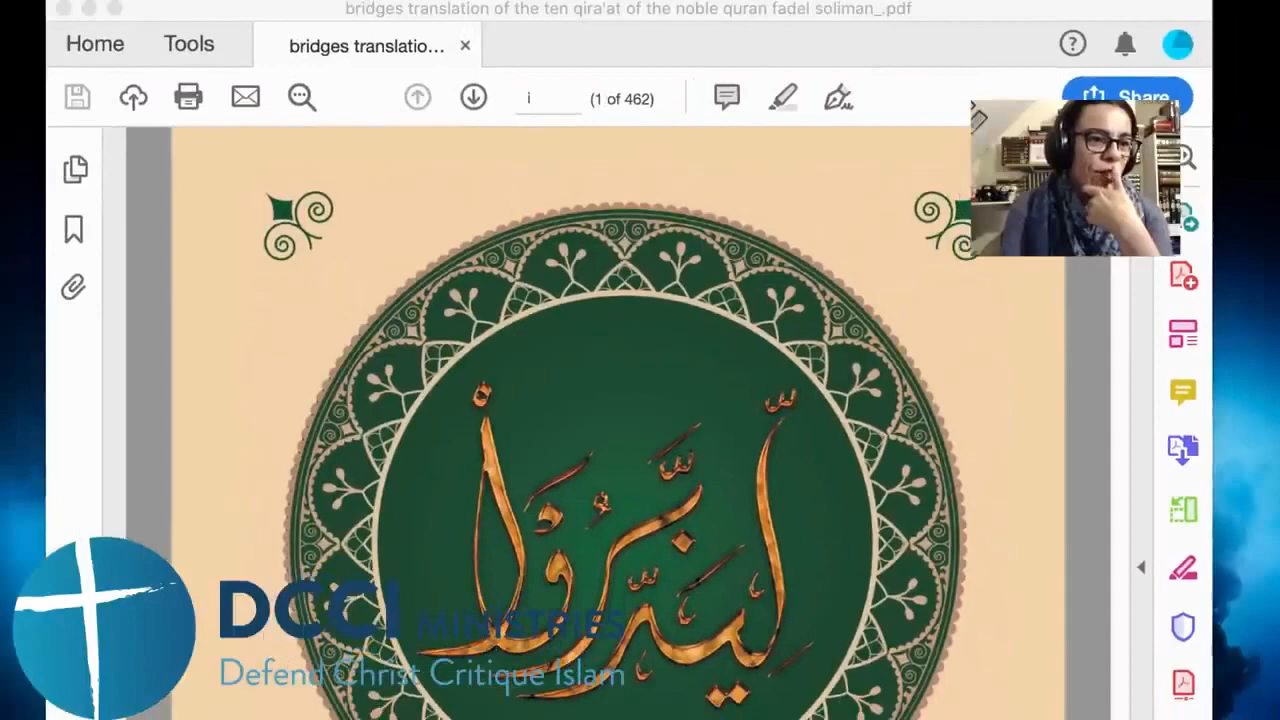 bridges translation of the ten qira'at of the noble quran fadel soliman_.pdf
Home Tools bridges translatio...
i (1 of 462) Share
لِّيَدَّبَّرُوٓا۟
DCCI MINISTRIES
Defend Christ Critique Islam